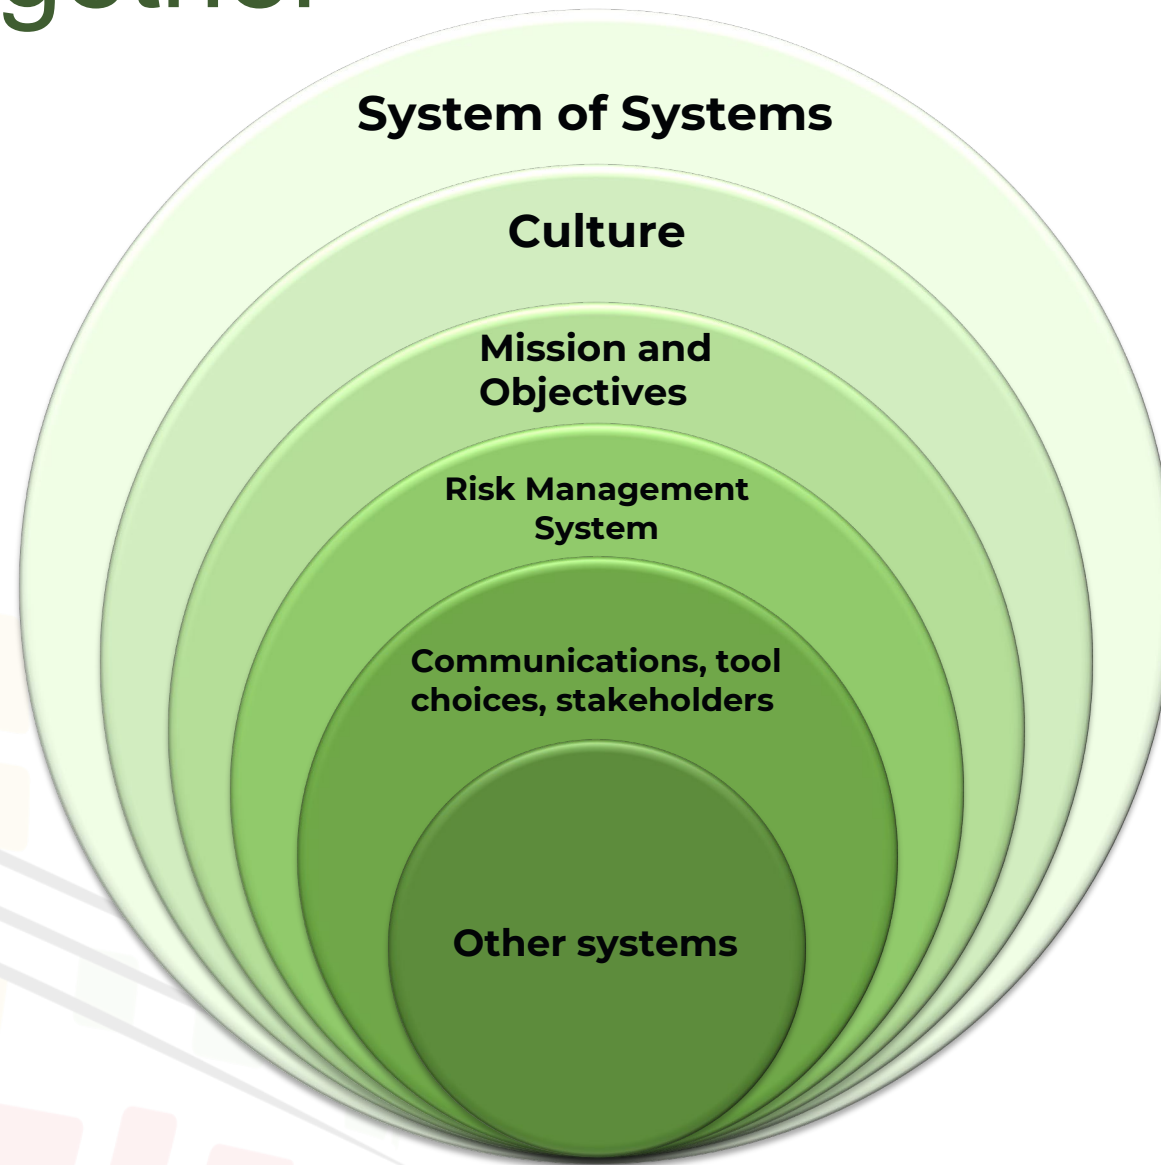 System of Systems
Culture
Mission and
Objectives
Risk Management
System
Communications, tool
choices, stakeholders
Other systems